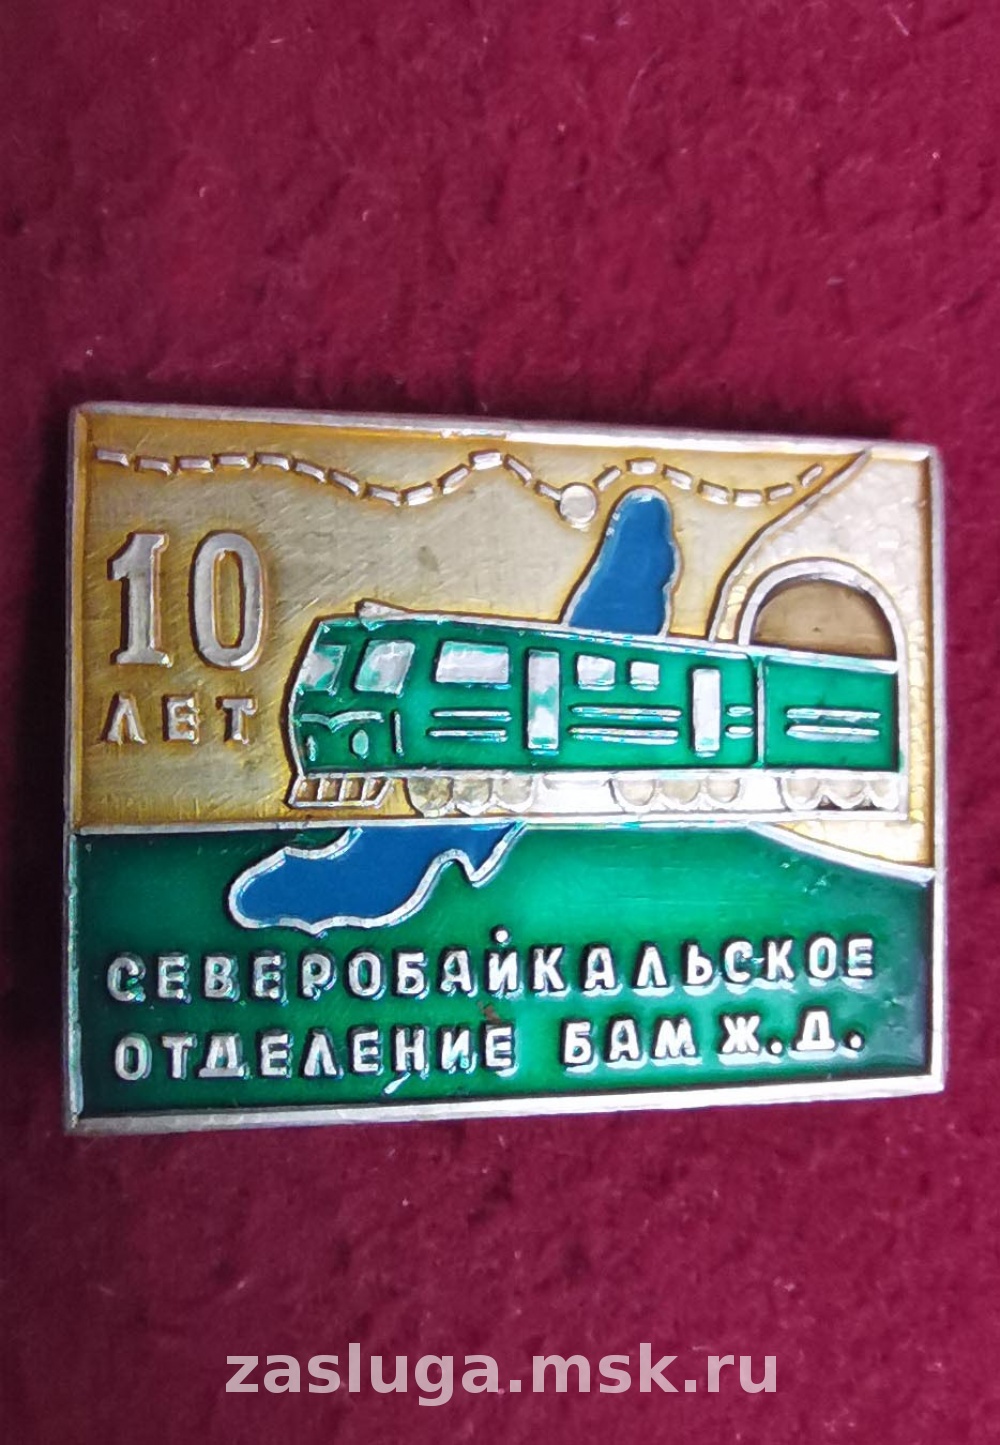 10
ЛЕТ
СЕВЕРОБАЙКАЛЬСКОЕ
ОТДЕЛЕНИЕ БАМ Ж.Д.
zasluga.msk.ru